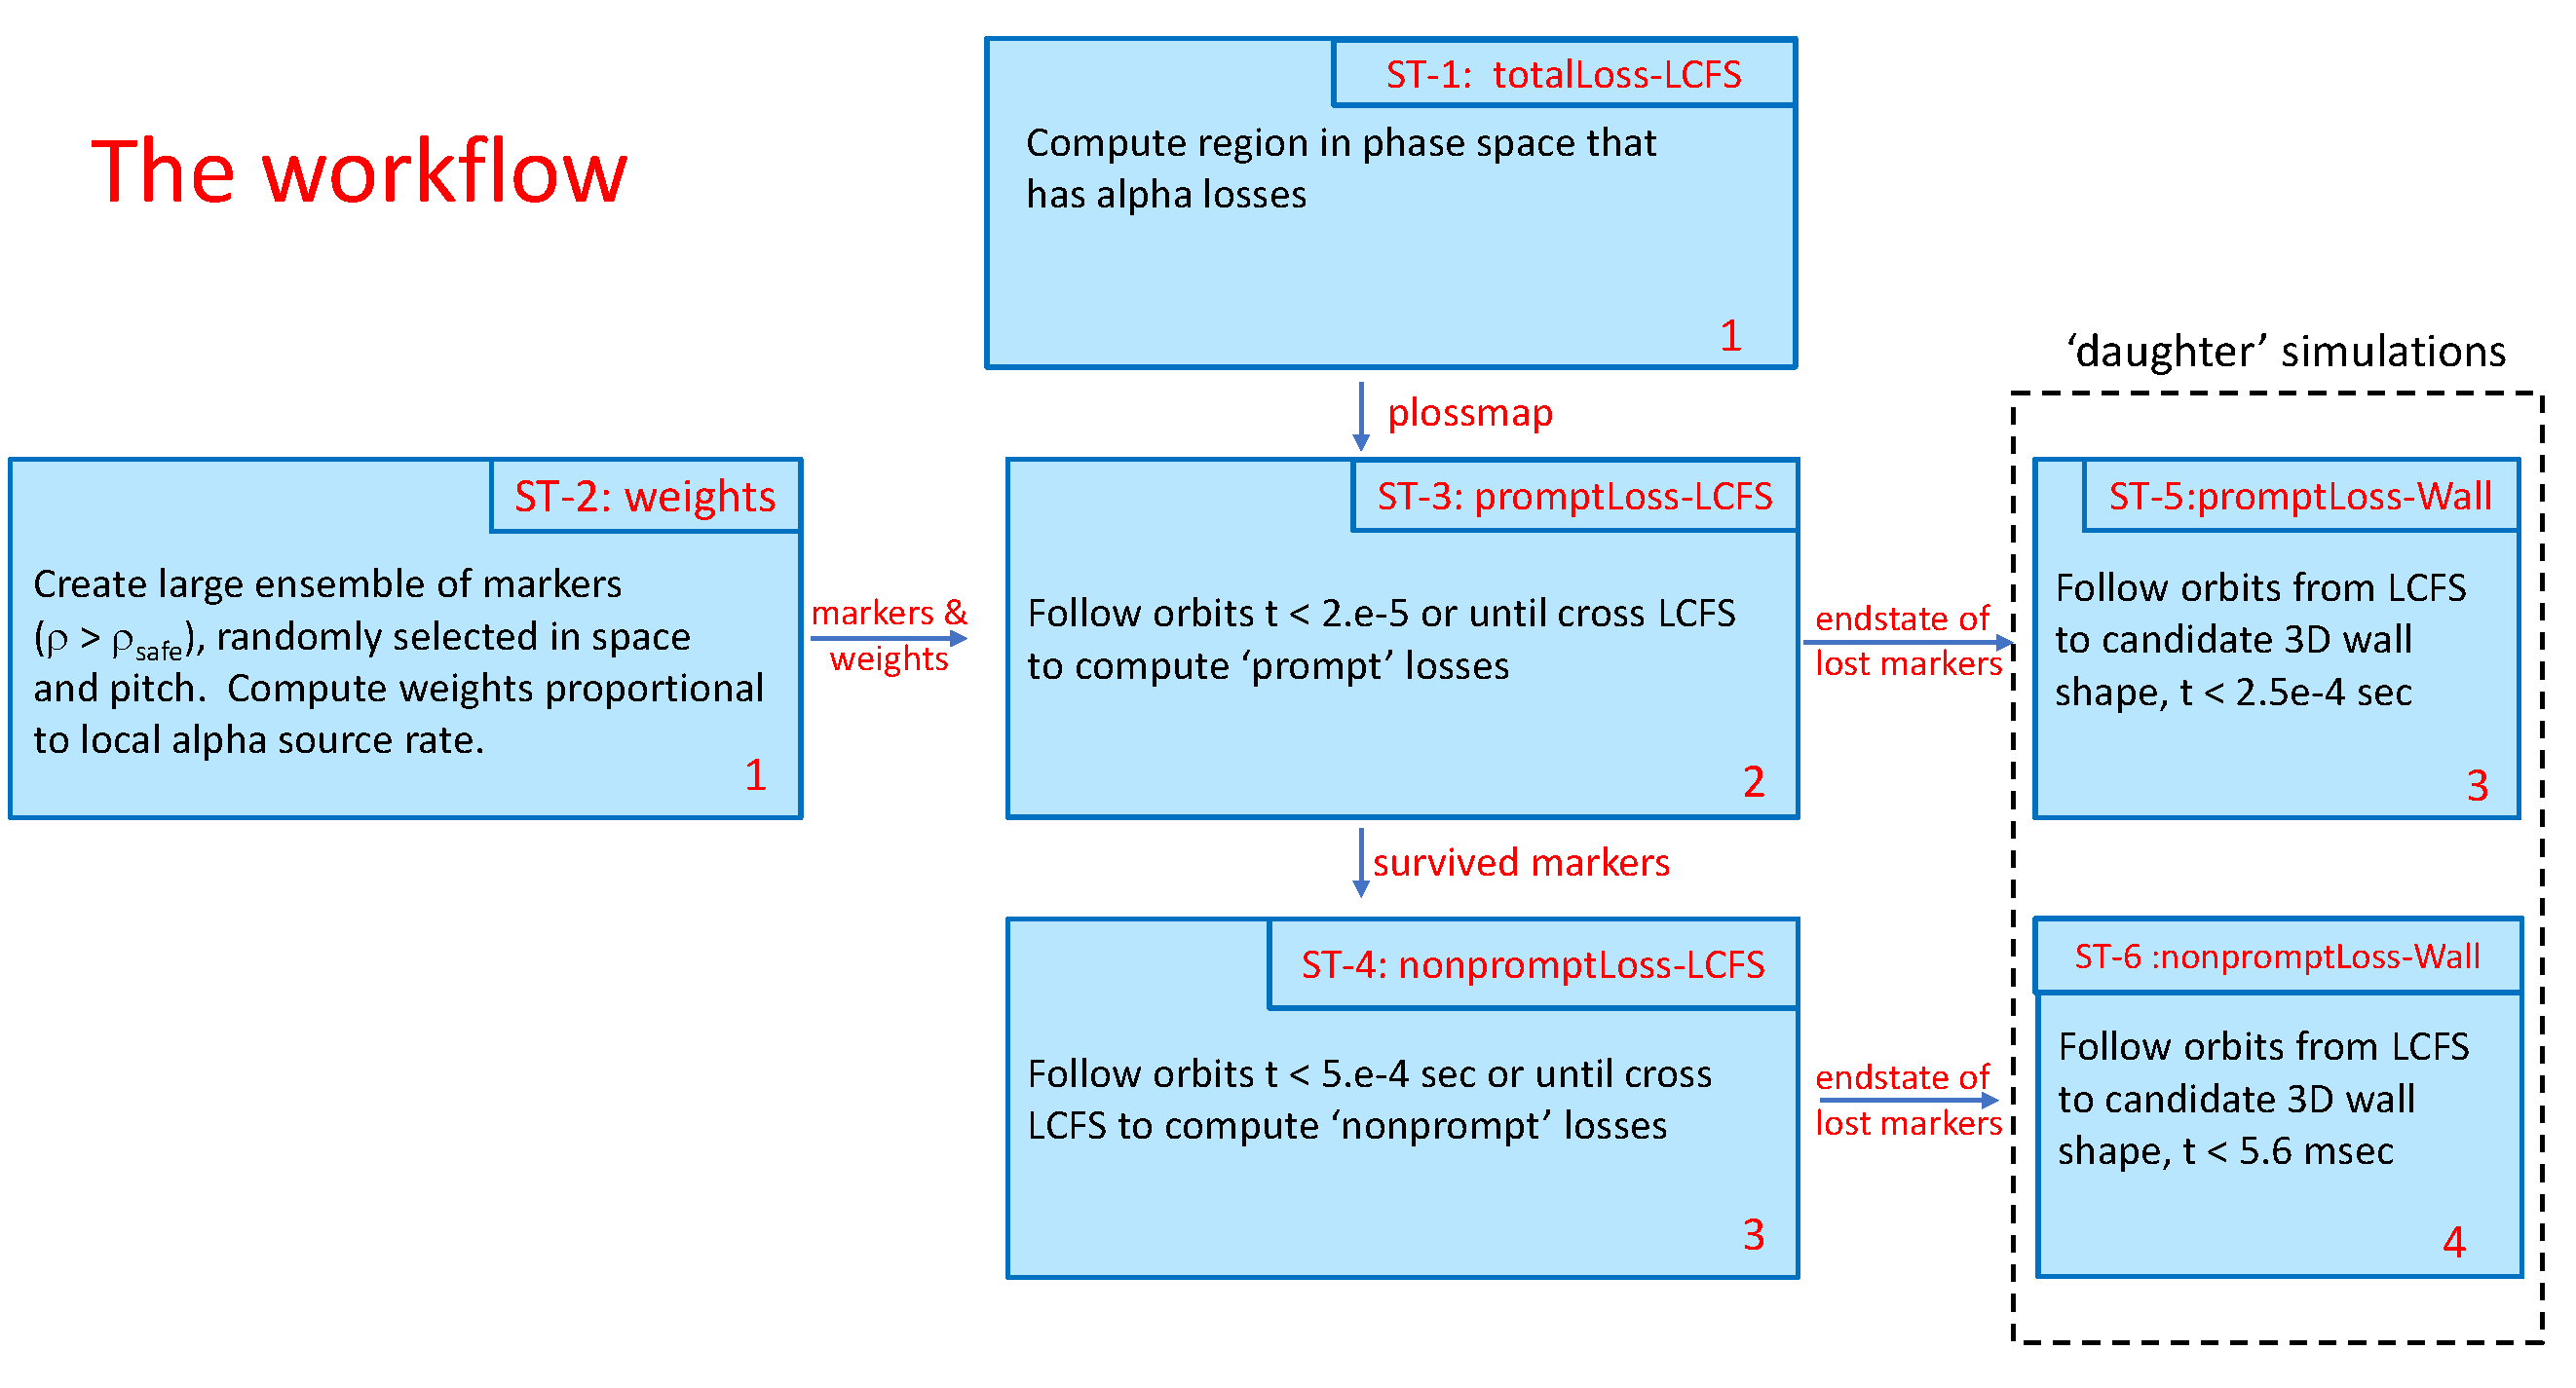 The workflow
ST-1:  totalLoss-LCFS
Compute region in phase space that
has alpha losses
1
plossmap
‘daughter’ simulations
ST-2: weights
Create large ensemble of markers
(ρ > ρsafe), randomly selected in space
and pitch.  Compute weights proportional
to local alpha source rate.
1
markers &
weights
ST-3: promptLoss-LCFS
Follow orbits t < 2.e-5 or until cross LCFS
to compute ‘prompt’ losses
2
endstate of
lost markers
ST-5:promptLoss-Wall
Follow orbits from LCFS
to candidate 3D wall
shape, t < 2.5e-4 sec
3
survived markers
ST-4: nonpromptLoss-LCFS
Follow orbits t < 5.e-4 sec or until cross
LCFS to compute ‘nonprompt’ losses
3
endstate of
lost markers
ST-6 :nonpromptLoss-Wall
Follow orbits from LCFS
to candidate 3D wall
shape, t < 5.6 msec
4